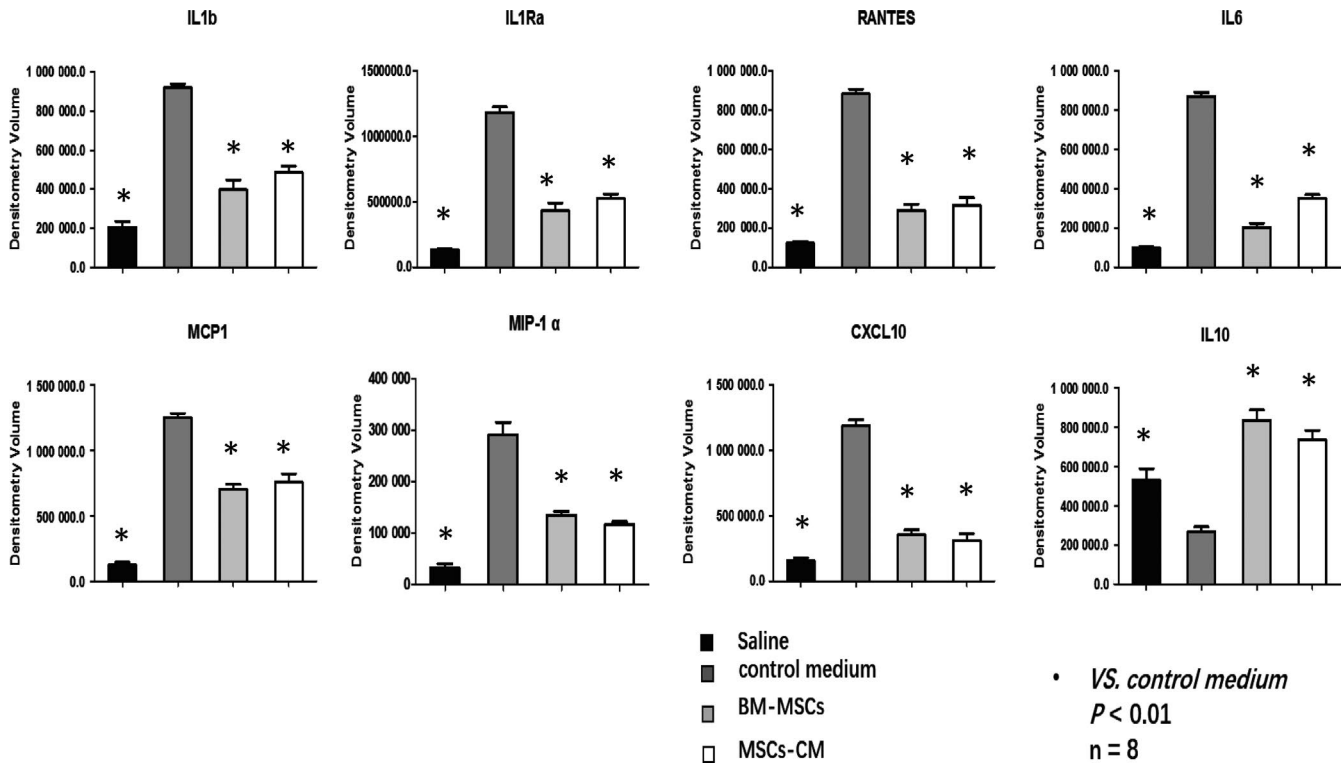 IL1b
Densitometry Volume
1 000 000.0
800 000.0
600 000.0
400 000.0
200 000.0
0.0
*
*
*
IL1Ra
Densitometry Volume
1500000.0
1000000.0
500000.0
0.0
*
*
*
RANTES
Densitometry Volume
1 000 000.0
800 000.0
600 000.0
400 000.0
200 000.0
0.0
*
*
*
IL6
Densitometry Volume
1 000 000.0
800 000.0
600 000.0
400 000.0
200 000.0
0.0
*
*
*
MCP1
Densitometry Volume
1 500 000.0
1 000 000.0
500 000.0
0.0
*
*
*
MIP-1 α
Densitometry Volume
400 000
300 000
200 000
100 000
0
*
*
*
CXCL10
Densitometry Volume
1 500 000.0
1 000 000.0
500 000.0
0.0
*
*
*
IL10
Densitometry Volume
1 000 000.0
800 000.0
600 000.0
400 000.0
200 000.0
0.0
*
*
*
Saline
control medium
BM-MSCs
MSCs-CM
• VS. control medium
P < 0.01
n = 8